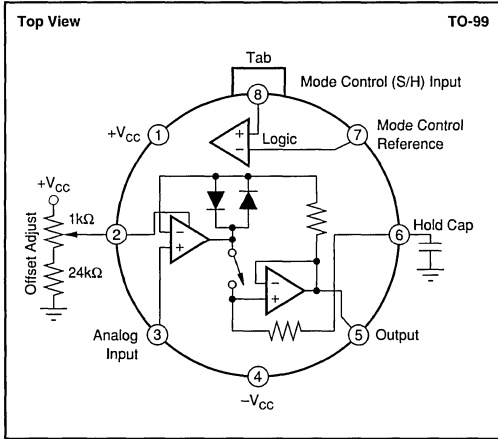 Top View
TO-99
Tab
8
Mode Control (S/H) Input
+VCC
1
+
−
Logic
7
Mode Control
Reference
+VCC
1kΩ
Offset Adjust
24kΩ
2
−
+
6
Hold Cap
−
+
Analog
Input
3
5
Output
4
−VCC